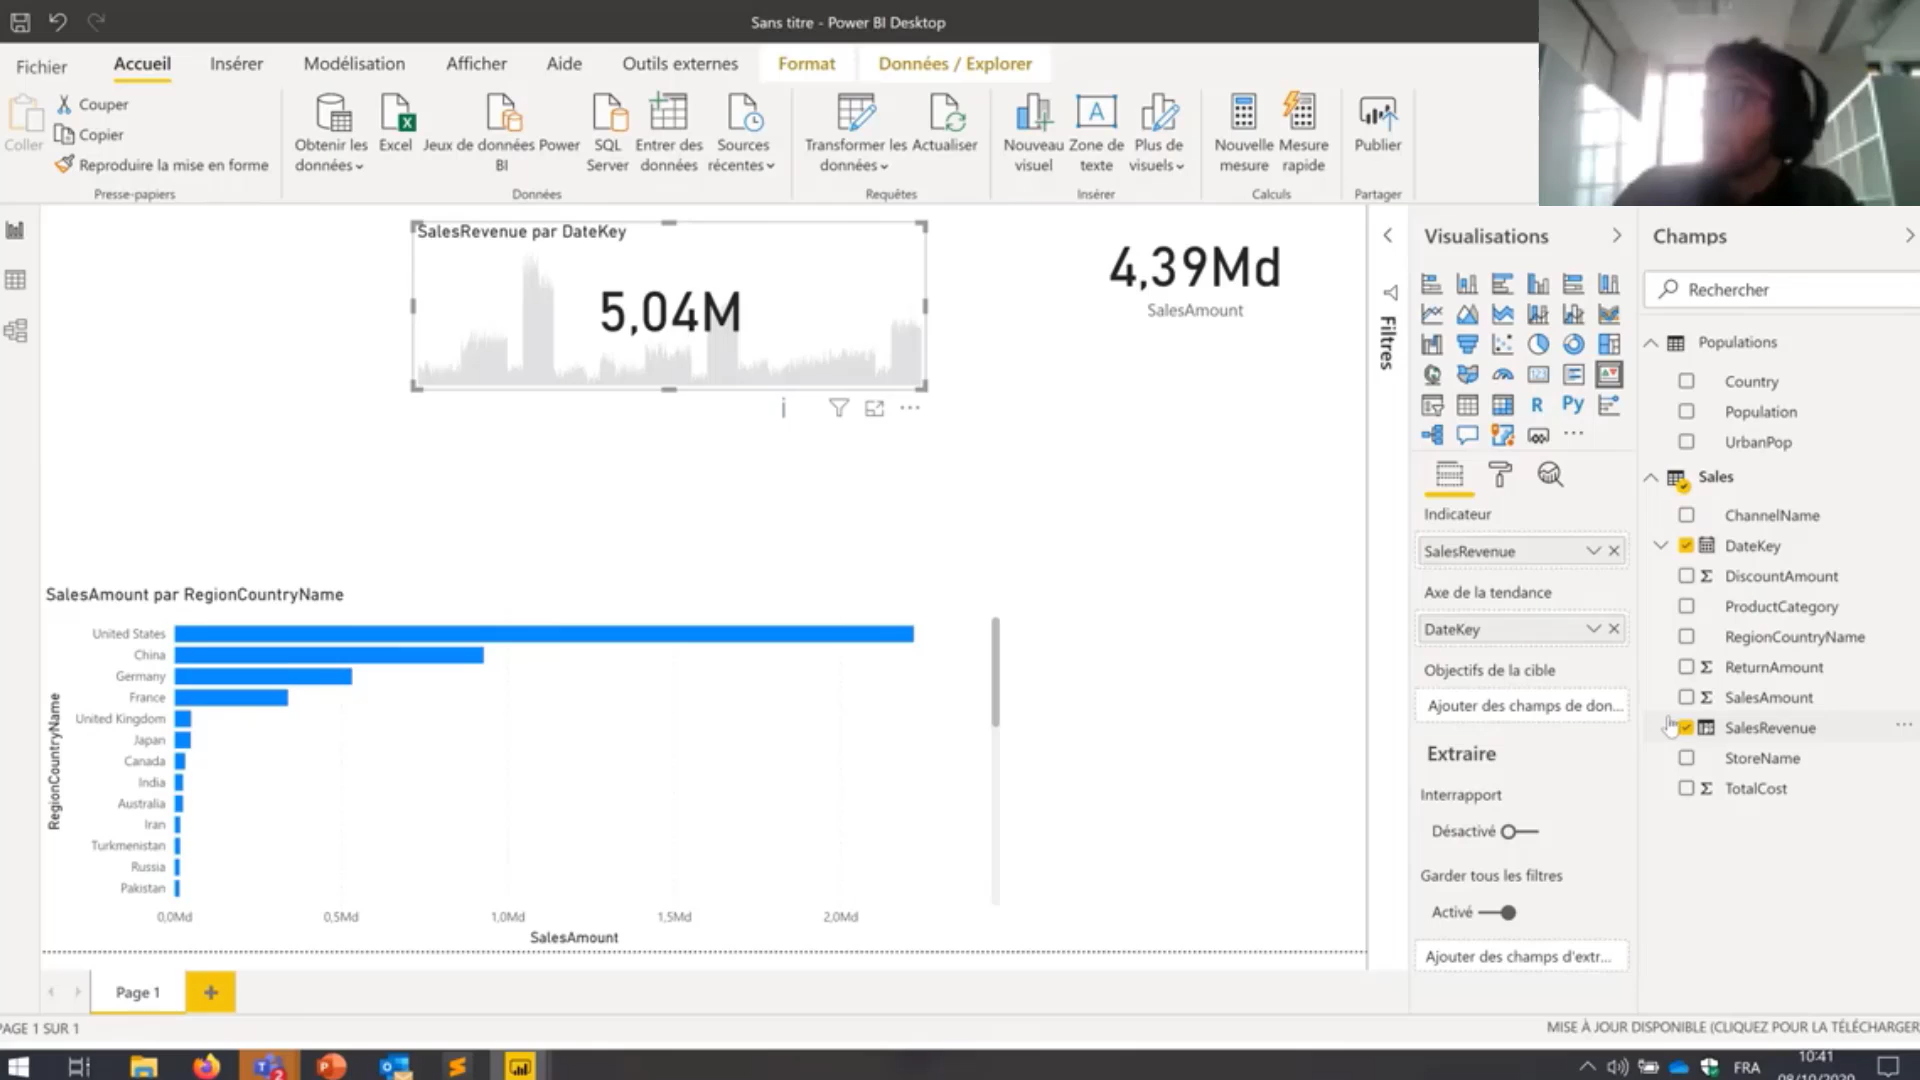 Sans titre - Power BI Desktop
Fichier
Accueil
Insérer
Modélisation
Afficher
Aide
Outils externes
Format
Données / Explorer
Coller
Couper
Copier
Reproduire la mise en forme
Presse-papiers
Obtenir les données
Excel
Jeux de données Power BI
SQL Server
Entrer des données
Sources récentes
Données
Transformer les données
Actualiser
Requêtes
Nouveau visuel
Zone de texte
Plus de visuels
Insérer
Nouvelle mesure
Mesure rapide
Calculs
Publier
Partager
SalesRevenue par DateKey
5,04M
4,39Md
SalesAmount
SalesAmount par RegionCountryName
RegionCountryName
United States
China
Germany
France
United Kingdom
Japan
Canada
India
Australia
Iran
Turkmenistan
Russia
Pakistan
0,0Md
0,5Md
1,0Md
1,5Md
2,0Md
SalesAmount
Filtres
Visualisations
R
Py
Indicateur
SalesRevenue
Axe de la tendance
DateKey
Objectifs de la cible
Ajouter des champs de don...
Extraire
Interrapport
Désactivé
Garder tous les filtres
Activé
Ajouter des champs d'extr...
Champs
Rechercher
Populations
Country
Population
UrbanPop
Sales
ChannelName
DateKey
DiscountAmount
ProductCategory
RegionCountryName
ReturnAmount
SalesAmount
SalesRevenue
StoreName
TotalCost
Page 1
PAGE 1 SUR 1
MISE À JOUR DISPONIBLE (CLIQUEZ POUR LA TÉLÉCHARGER
FRA
10:41
08/10/2020